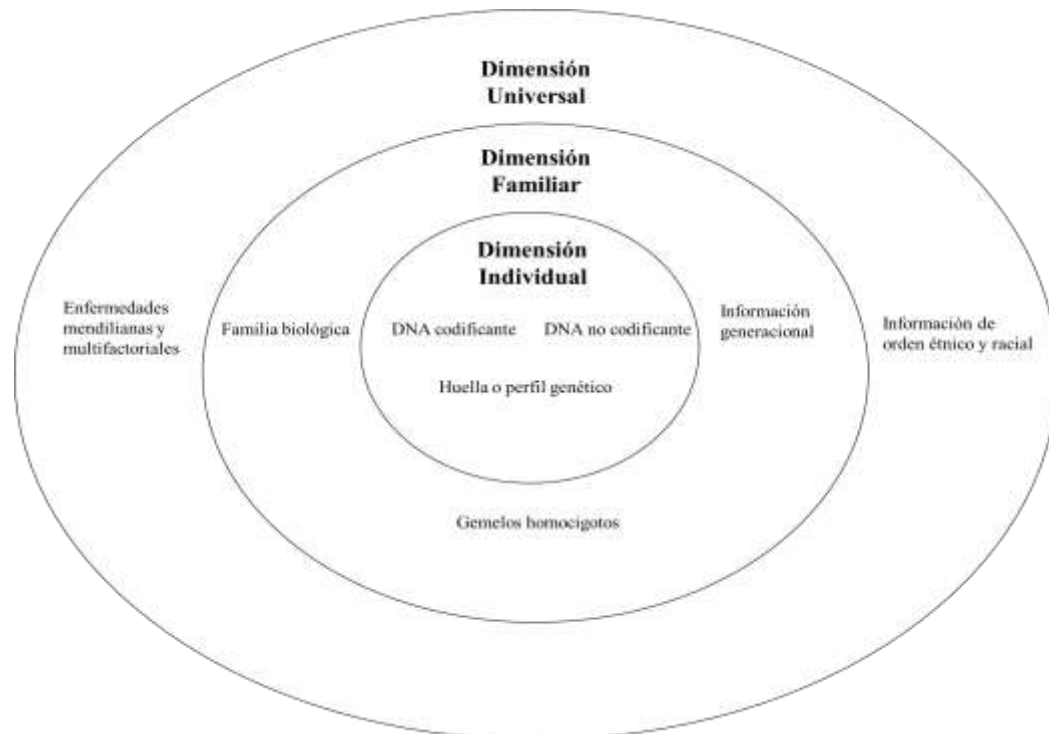 Dimensión
Universal
Dimensión
Familiar
Dimensión
Individual
Enfermedades
mendilianas y
multifactoriales
Familia biológica
DNA codificante
DNA no codificante
Información
generacional
Información de
orden étnico y racial
Huella o perfil genético
Gemelos homocigotos